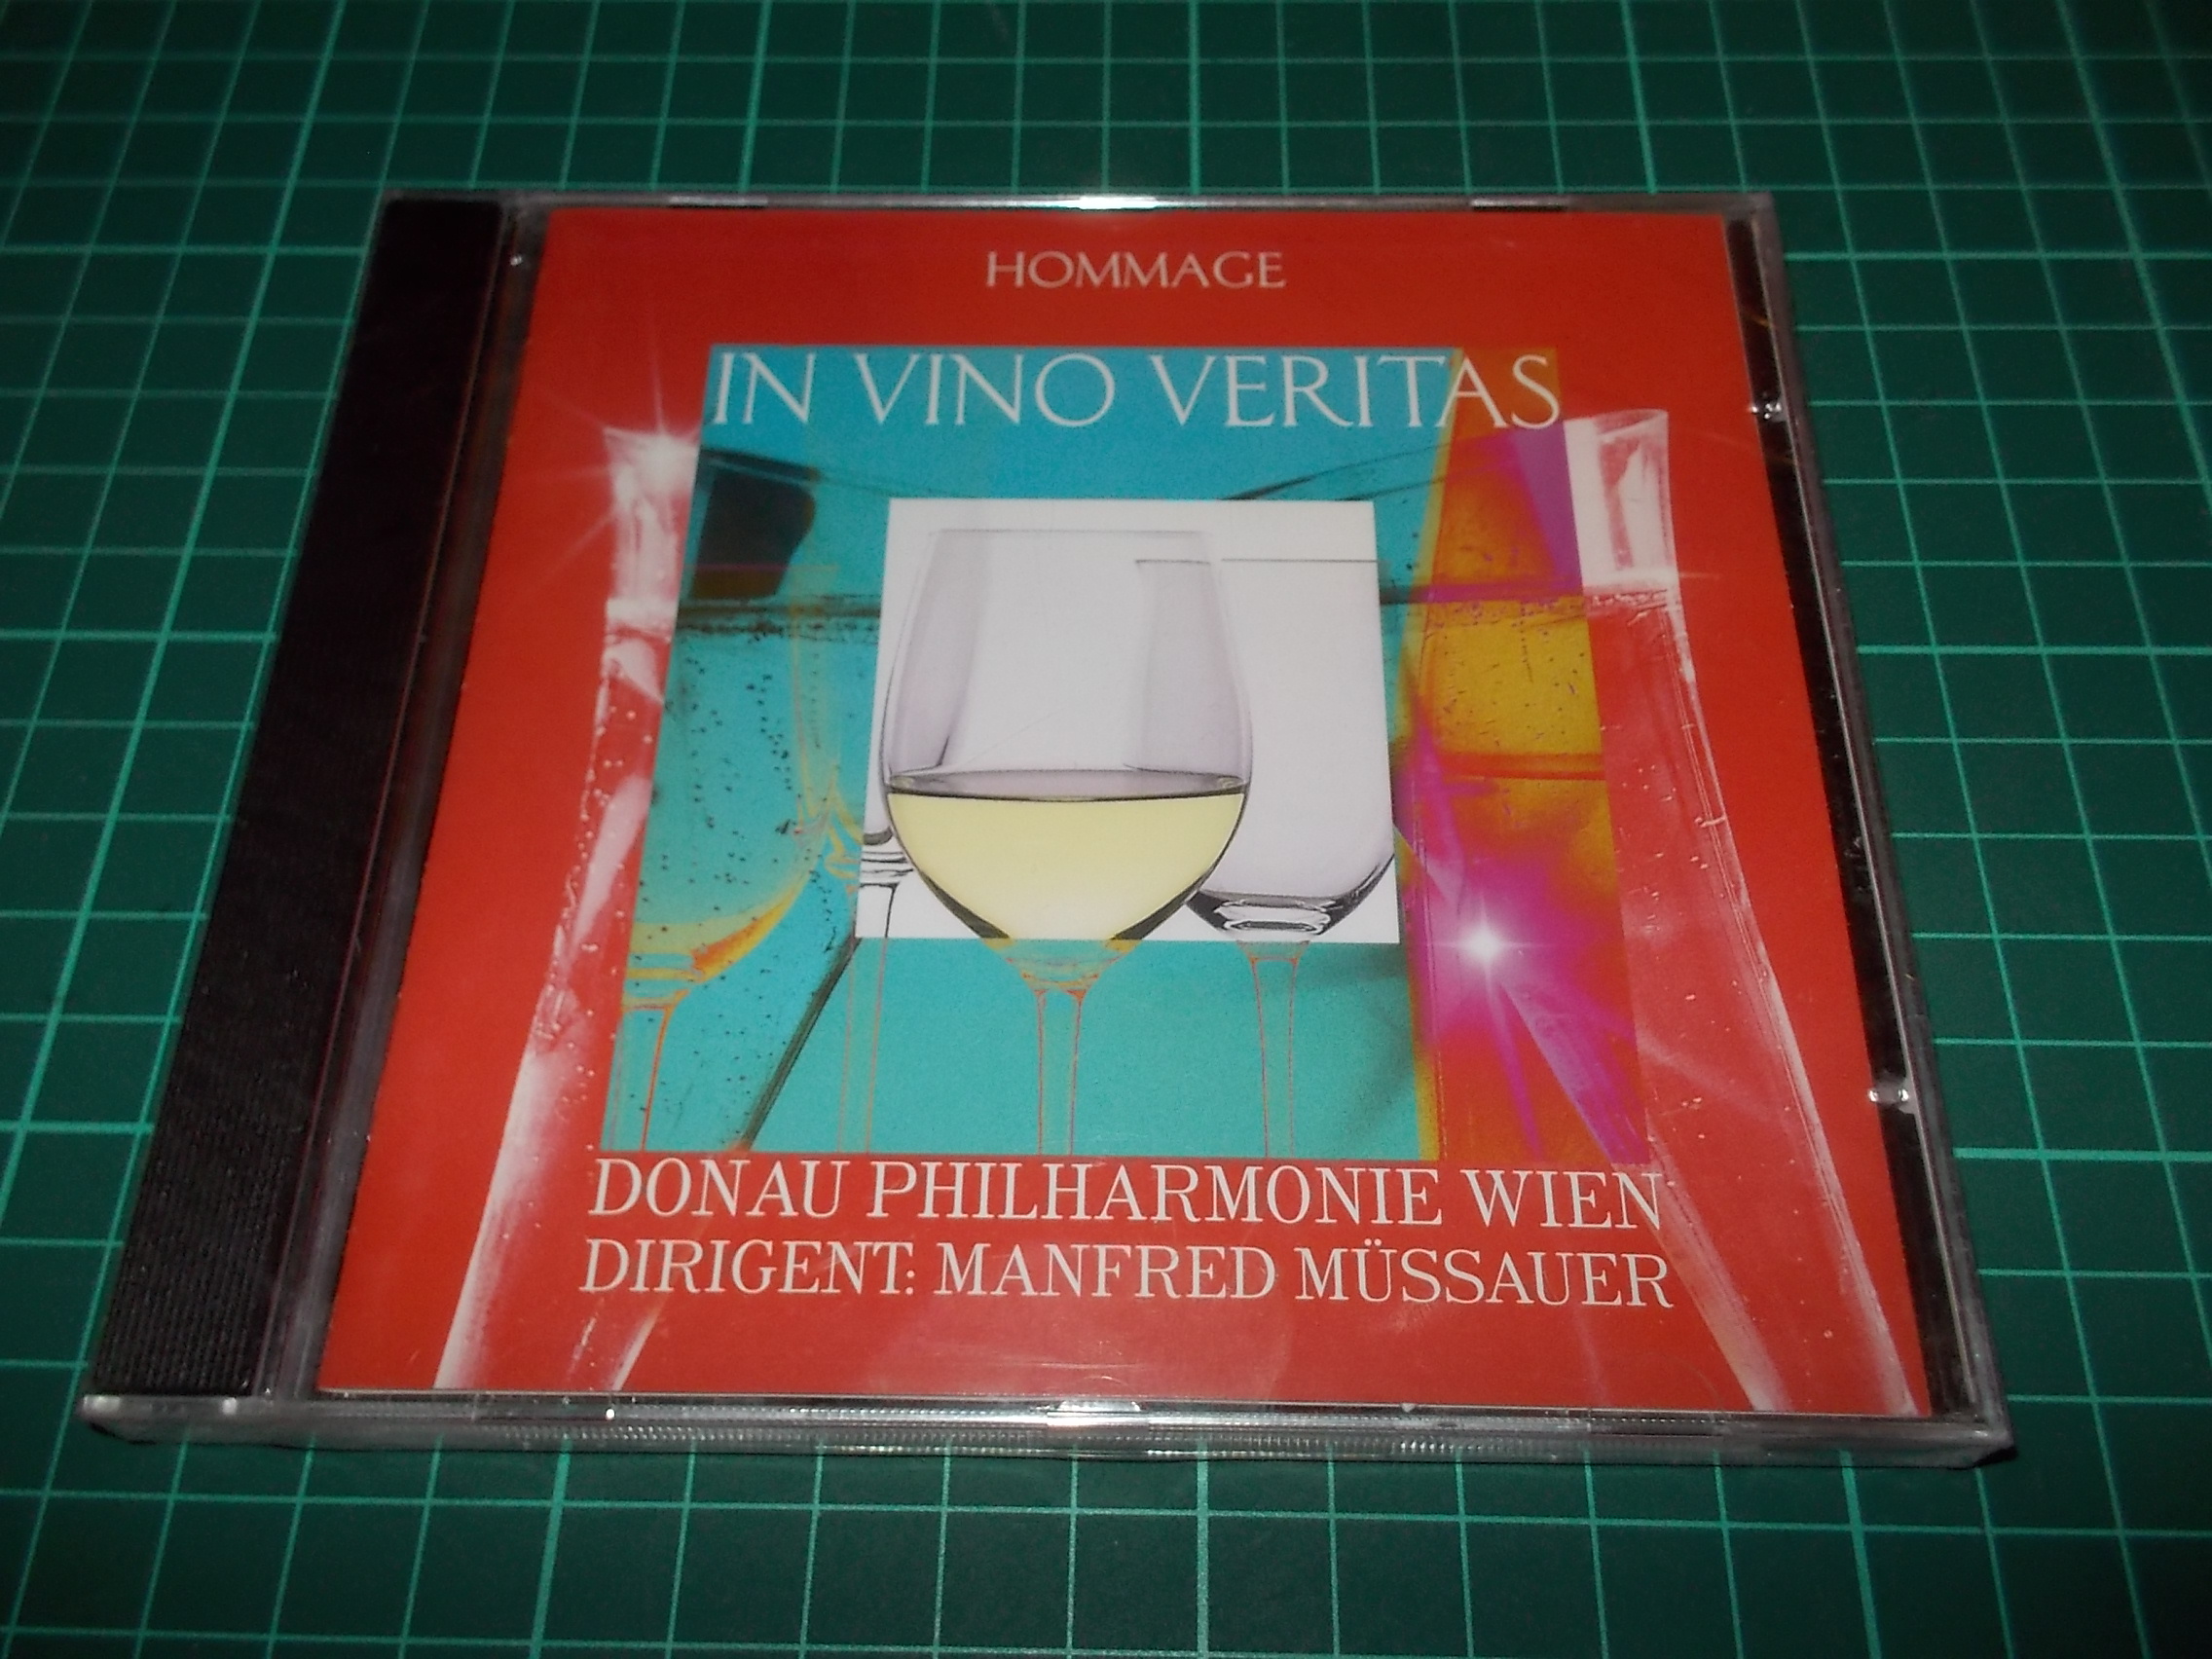 HOMMAGE
IN VINO VERITAS
DONAU PHILHARMONIE WIEN
DIRIGENT: MANFRED MÜSSAUER